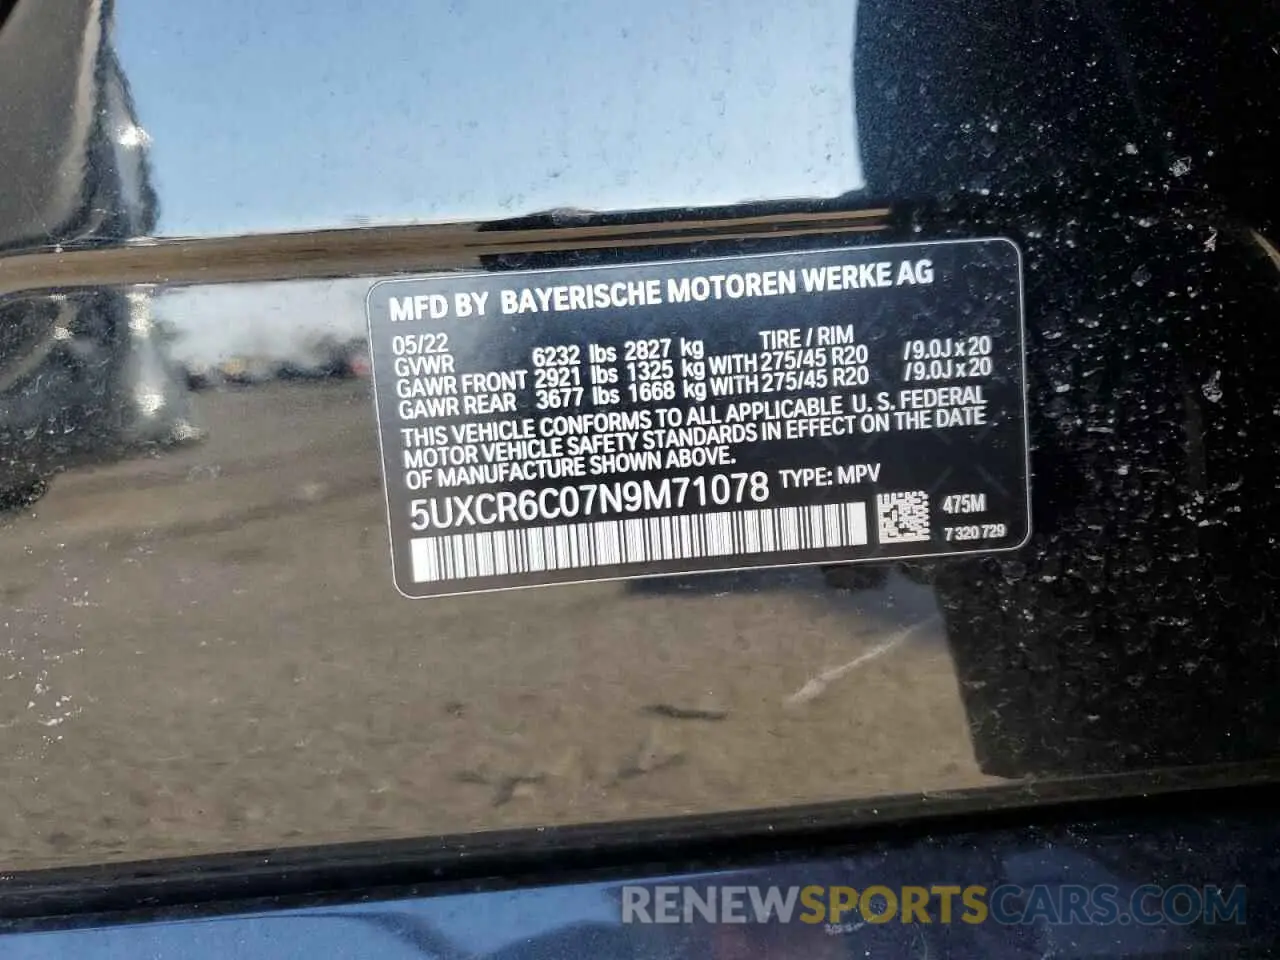 MFD BY BAYERISCHE MOTOREN WERKE AG
05/22 TIRE / RIM
GVWR 6232 lbs 2827 kg
GAWR FRONT 2921 lbs 1325 kg WITH 275/45 R20 /9.0J x 20
GAWR REAR 3677 lbs 1668 kg WITH 275/45 R20 /9.0J x 20
THIS VEHICLE CONFORMS TO ALL APPLICABLE U. S. FEDERAL
MOTOR VEHICLE SAFETY STANDARDS IN EFFECT ON THE DATE
OF MANUFACTURE SHOWN ABOVE.
5UXCR6C07N9M71078 TYPE: MPV
475M
7 320 729
RENEWSPORTSCARS.COM